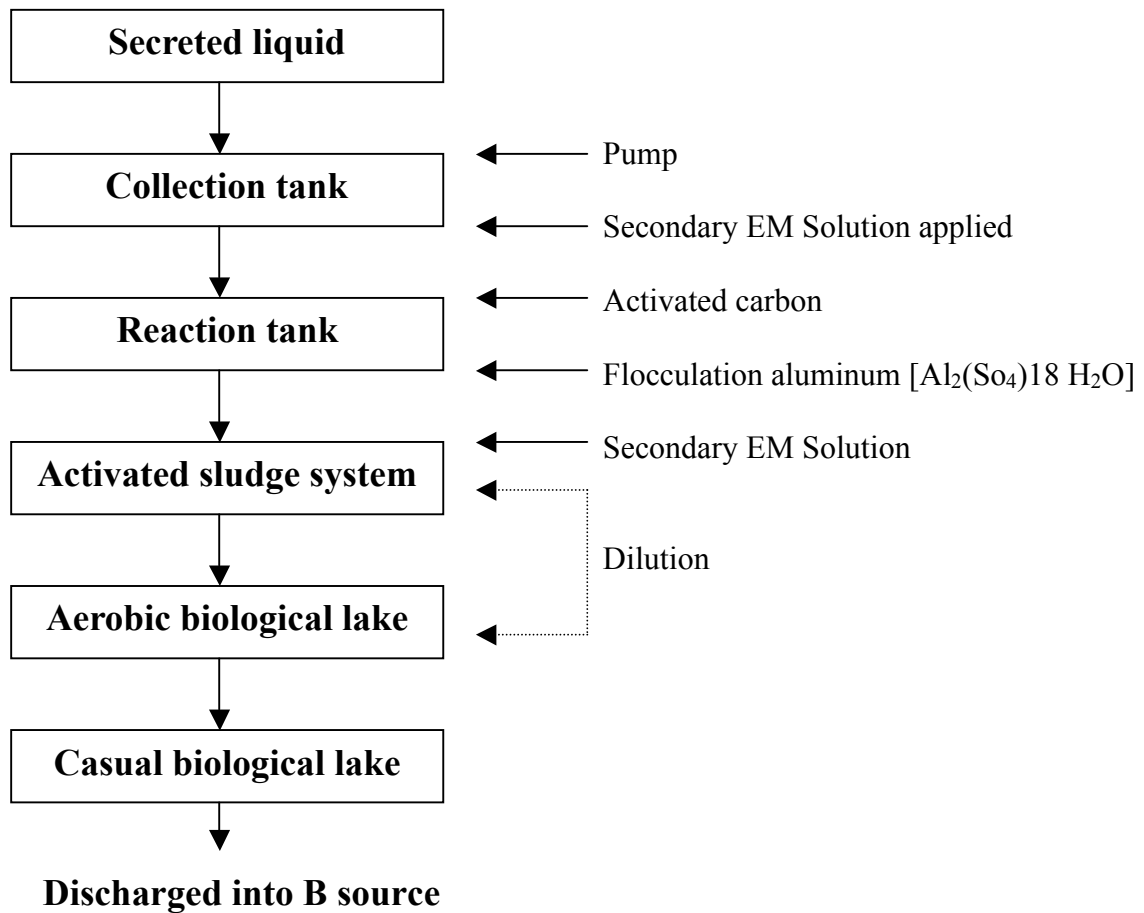 Secreted liquid
Collection tank
Pump
Secondary EM Solution applied
Reaction tank
Activated carbon
Flocculation aluminum [Al₂(So₄)18 H₂O]
Activated sludge system
Secondary EM Solution
Dilution
Aerobic biological lake
Casual biological lake
Discharged into B source